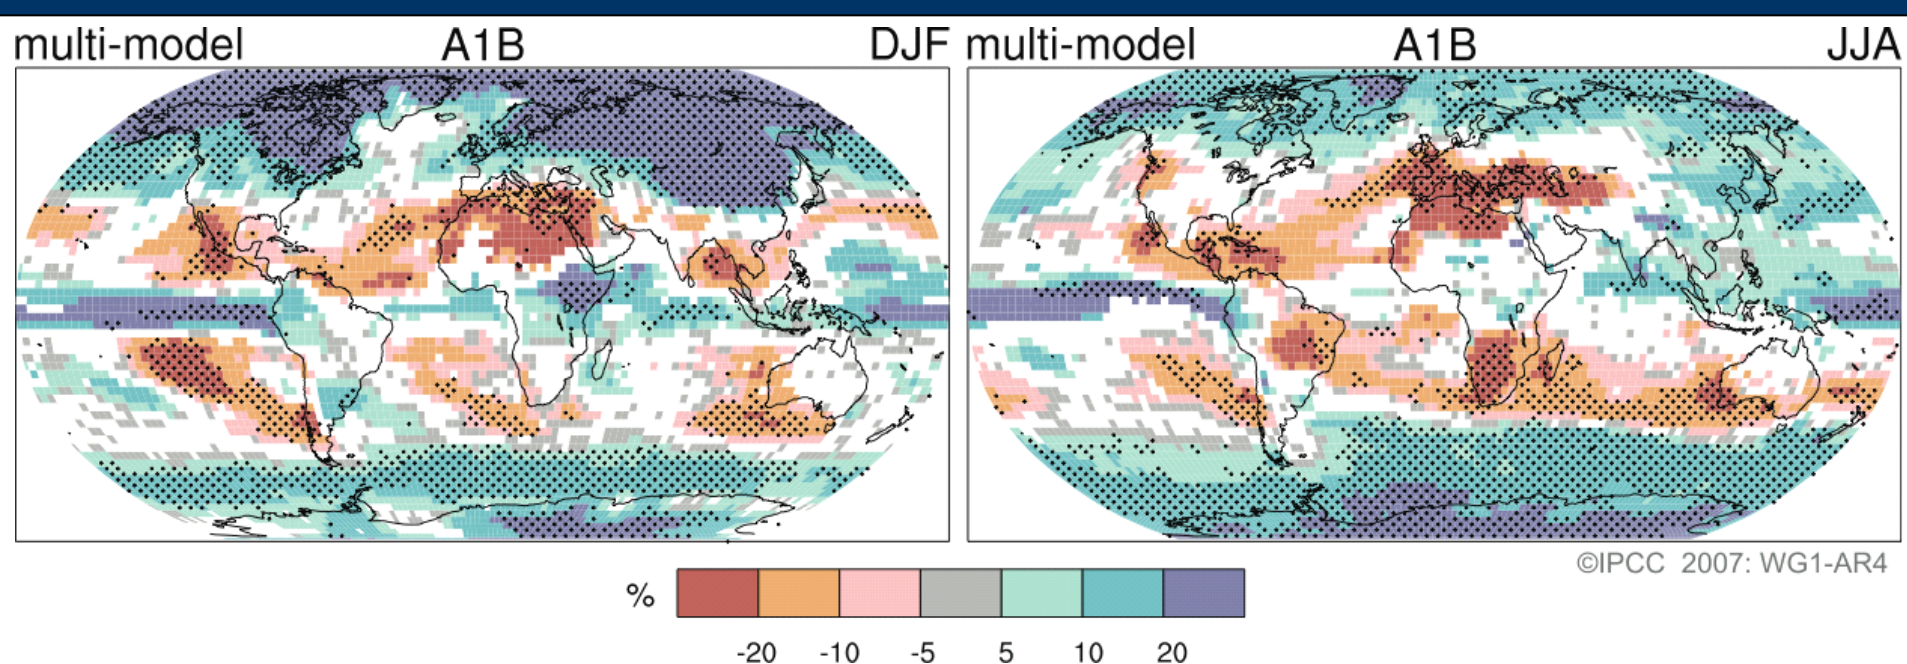 multi-model A1B DJF
multi-model A1B JJA
©IPCC 2007: WG1-AR4
%
-20 -10 -5 5 10 20